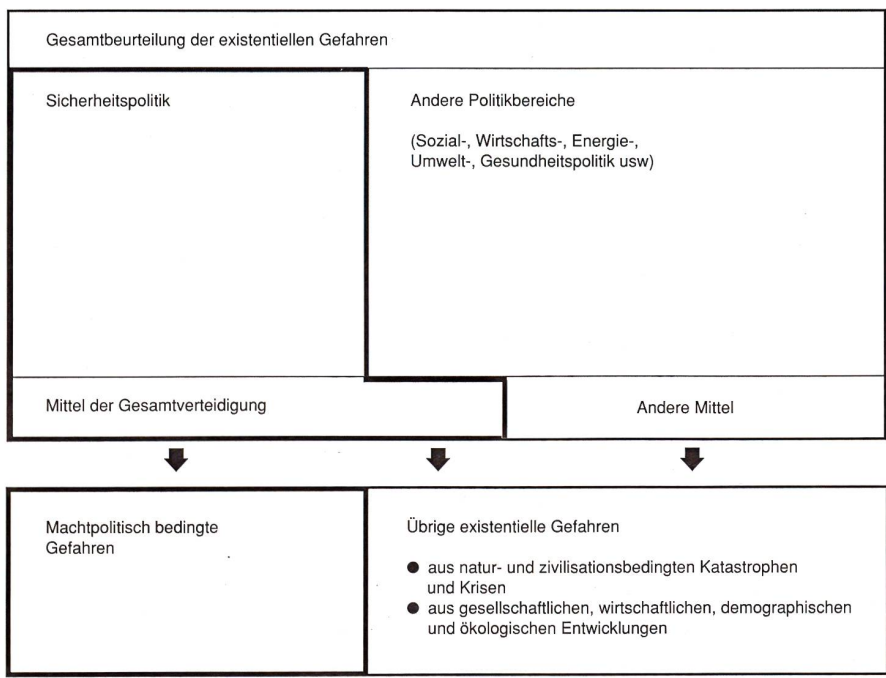 Gesamtbeurteilung der existentiellen Gefahren
Sicherheitspolitik
Andere Politikbereiche
(Sozial-, Wirtschafts-, Energie-,
Umwelt-, Gesundheitspolitik usw)
Mittel der Gesamtverteidigung
Andere Mittel
Machtpolitisch bedingte
Gefahren
Übrige existentielle Gefahren
● aus natur- und zivilisationsbedingten Katastrophen
und Krisen
● aus gesellschaftlichen, wirtschaftlichen, demographischen
und ökologischen Entwicklungen